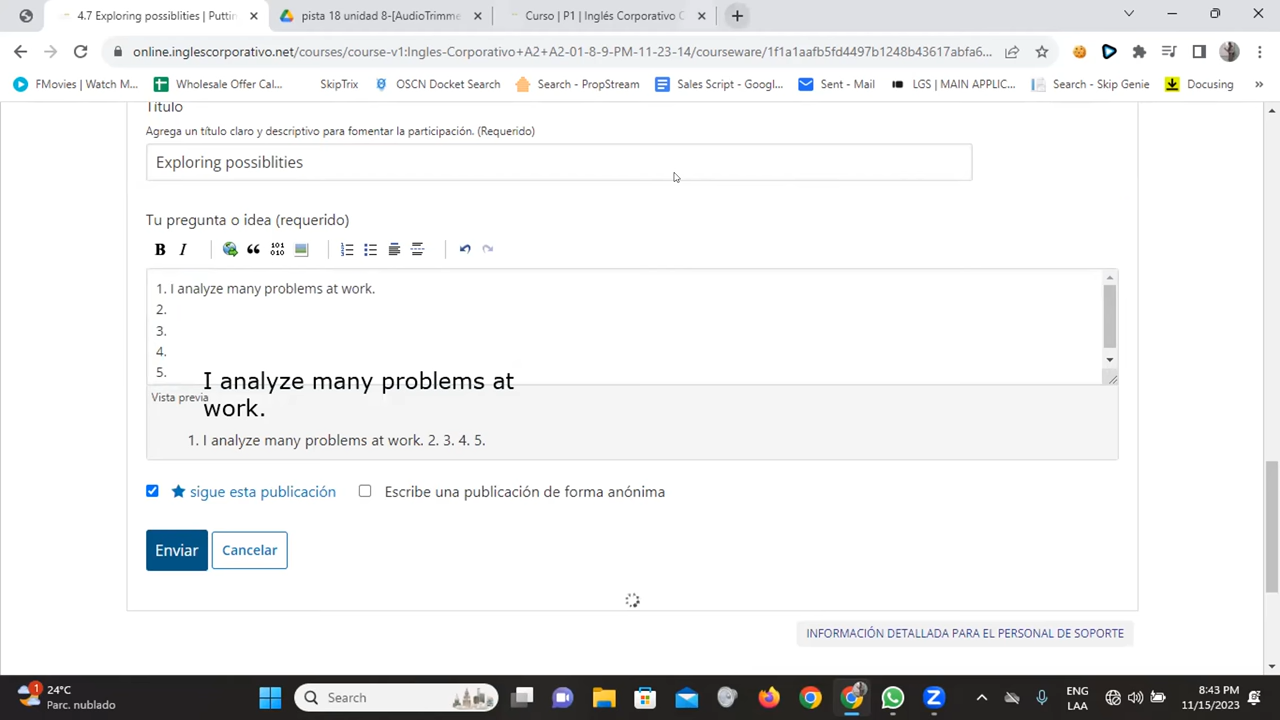 4.7 Exploring possiblities | Puttin
pista 18 unidad 8-[AudioTrimme
Curso | P1 | Inglés Corporativo C
online.inglescorporativo.net/courses/course-v1:Ingles-Corporativo+A2+A2-01-8-9-PM-11-23-14/courseware/1f1a1aafb5fd4497b1248b43617abfa6...
FMovies | Watch M...
Wholesale Offer Cal...
SkipTrix
OSCN Docket Search
Search - PropStream
Sales Script - Googl...
Sent - Mail
LGS | MAIN APPLIC...
Search - Skip Genie
Docusing
»
Título
Agrega un título claro y descriptivo para fomentar la participación. (Requerido)
Exploring possiblities
Tu pregunta o idea (requerido)
B I
101
010
1. I analyze many problems at work.
2.
3.
4.
5.
I analyze many problems at
work.
Vista previa
1. I analyze many problems at work. 2. 3. 4. 5.
sigue esta publicación
Escribe una publicación de forma anónima
Enviar
Cancelar
INFORMACIÓN DETALLADA PARA EL PERSONAL DE SOPORTE
1
24°C
Parc. nublado
Search
ENG
LAA
8:43 PM
11/15/2023